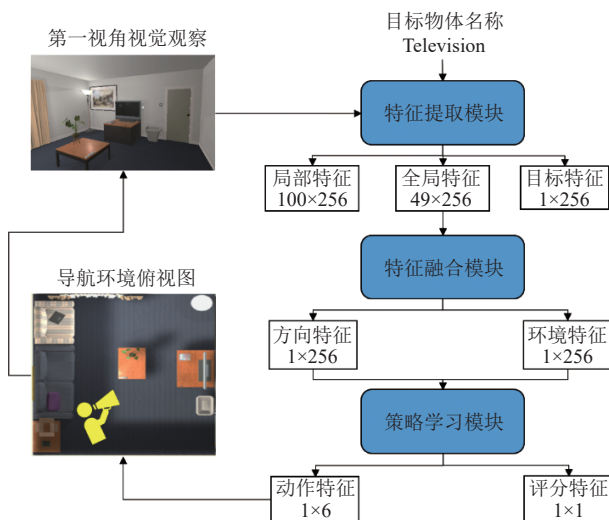 第一视角视觉观察
目标物体名称
Television
特征提取模块
局部特征
100×256
全局特征
49×256
目标特征
1×256
特征融合模块
导航环境俯视图
方向特征
1×256
环境特征
1×256
策略学习模块
动作特征
1×6
评分特征
1×1